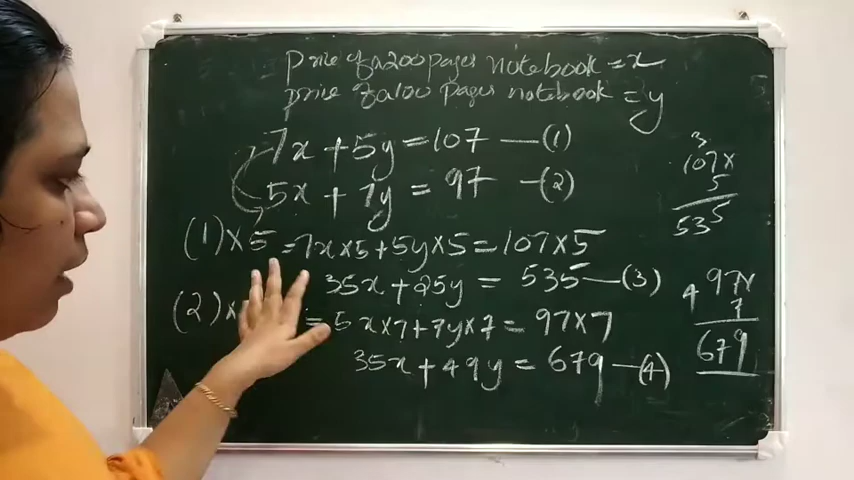 price of a 200 pages notebook = x
price of a 100 pages notebook = y
7x + 5y = 107 — (1)
5x + 7y = 97 — (2)
(1) × 5 = 7x×5 + 5y×5 = 107×5
35x + 25y = 535 — (3)
(2) × = 5x×7 + 7y×7 = 97×7
35x + 49y = 679 — (4)
3
107 ×
5
535
97 ×
4 7
679